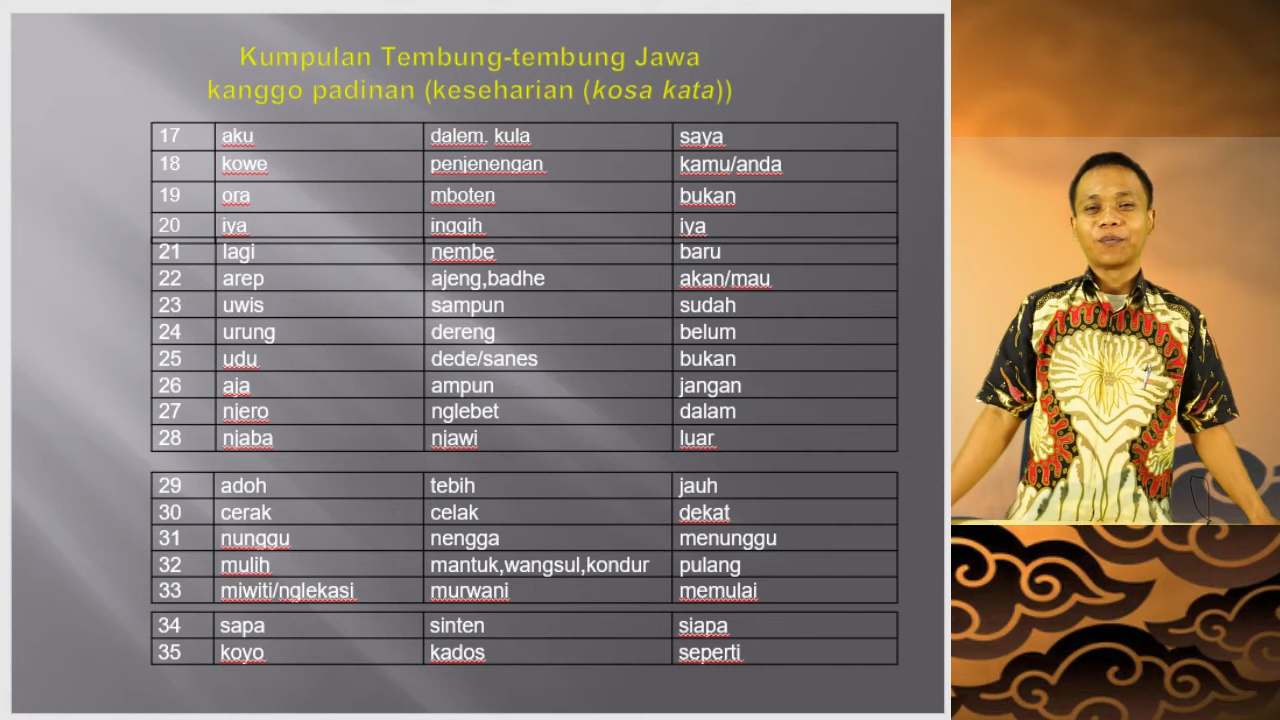 Kumpulan Tembung-tembung Jawa
kanggo padinan (keseharian (kosa kata))
17 aku dalem, kula saya
18 kowe penjenengan kamu/anda
19 ora mboten bukan
20 iya inggih iya
21 lagi nembe baru
22 arep ajeng,badhe akan/mau
23 uwis sampun sudah
24 urung dereng belum
25 udu dede/sanes bukan
26 aja ampun jangan
27 njero nglebet dalam
28 njaba njawi luar
29 adoh tebih jauh
30 cerak celak dekat
31 nunggu nengga menunggu
32 mulih mantuk,wangsul,kondur pulang
33 miwiti/nglekasi murwani memulai
34 sapa sinten siapa
35 koyo kados seperti